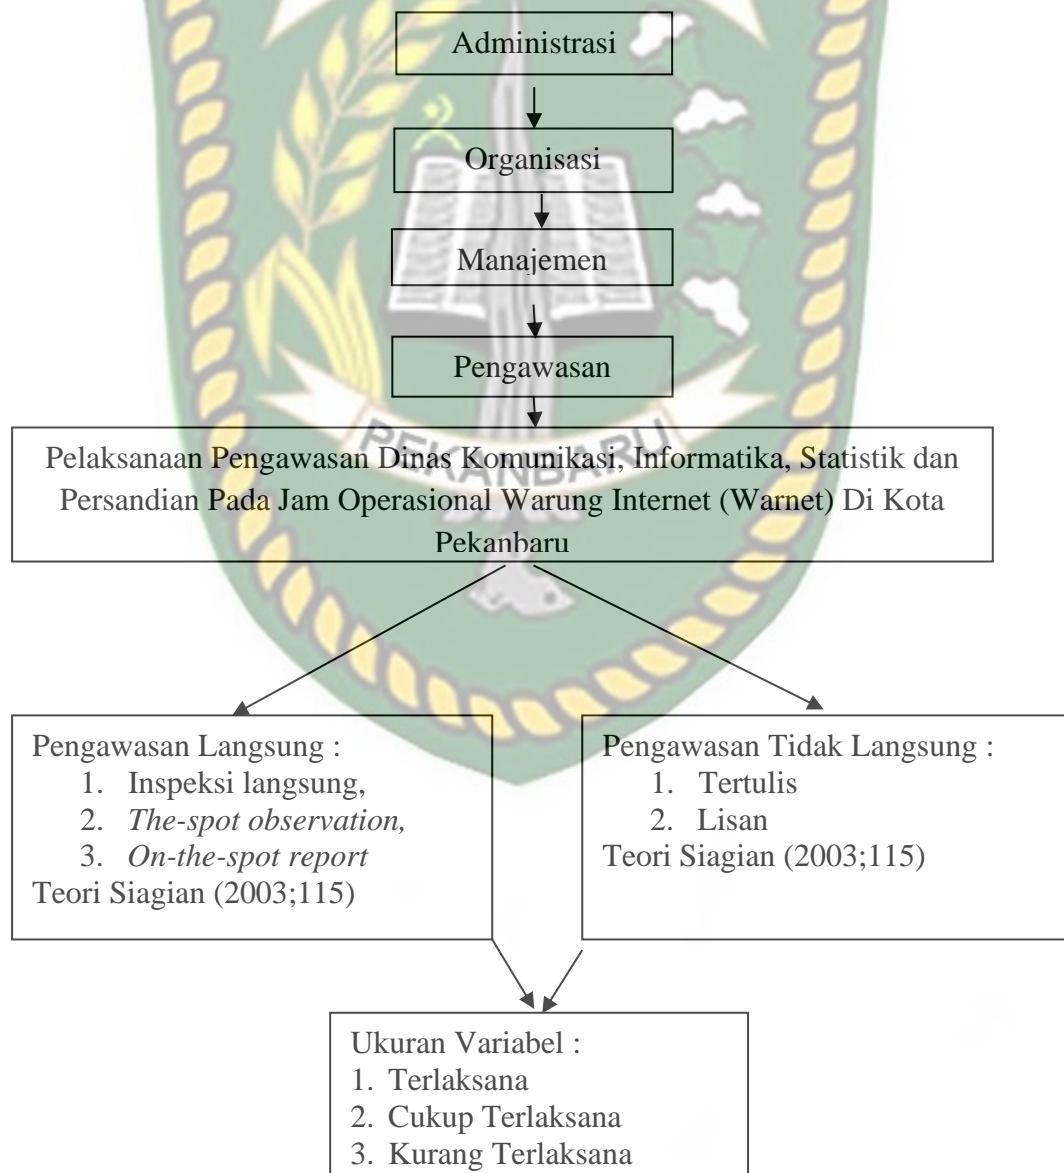 Administrasi
Organisasi
Manajemen
Pengawasan
PEKANBARU
Pelaksanaan Pengawasan Dinas Komunikasi, Informatika, Statistik dan
Persandian Pada Jam Operasional Warung Internet (Warnet) Di Kota
Pekanbaru
Pengawasan Langsung :
1. Inspeksi langsung,
2. The-spot observation,
3. On-the-spot report
Teori Siagian (2003;115)
Pengawasan Tidak Langsung :
1. Tertulis
2. Lisan
Teori Siagian (2003;115)
Ukuran Variabel :
1. Terlaksana
2. Cukup Terlaksana
3. Kurang Terlaksana